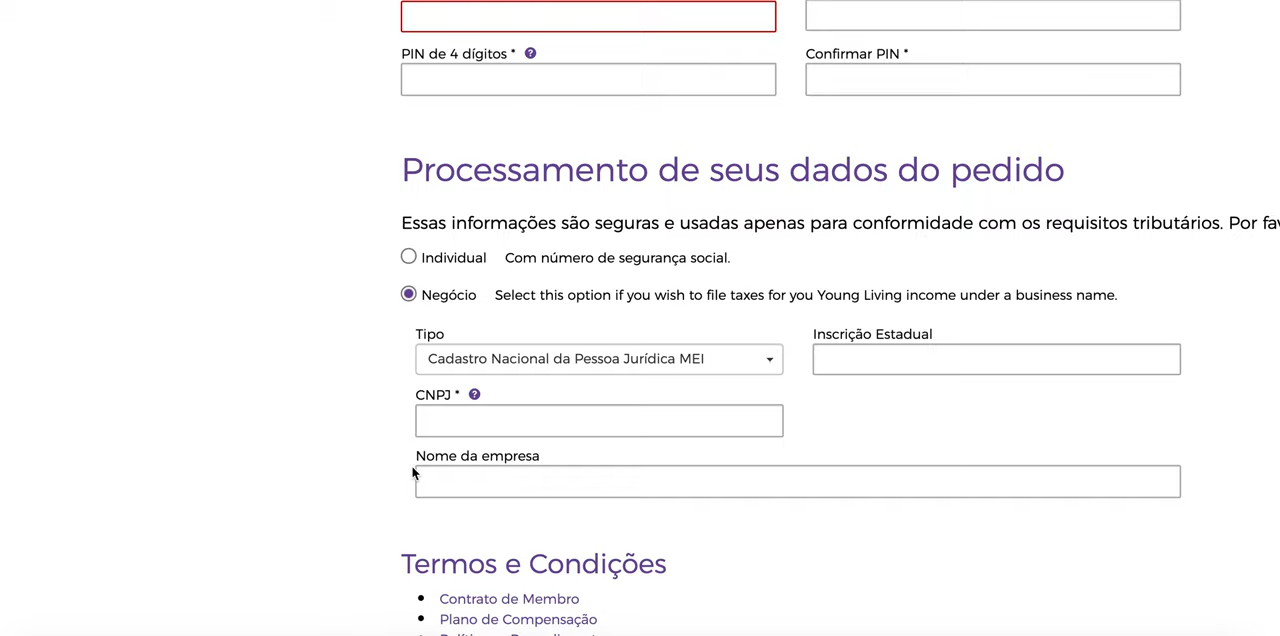 PIN de 4 dígitos * ?
Confirmar PIN *
Processamento de seus dados do pedido
Essas informações são seguras e usadas apenas para conformidade com os requisitos tributários. Por
Individual Com número de segurança social.
Negócio Select this option if you wish to file taxes for you Young Living income under a business name.
Tipo
Inscrição Estadual
Cadastro Nacional da Pessoa Jurídica MEI
CNPJ * ?
Nome da empresa
Termos e Condições
• Contrato de Membro
• Plano de Compensação